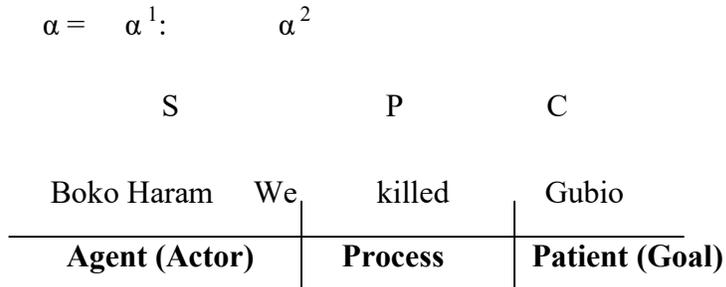 α = α¹: α²
S P C
Boko Haram We killed Gubio
Agent (Actor) Process Patient (Goal)